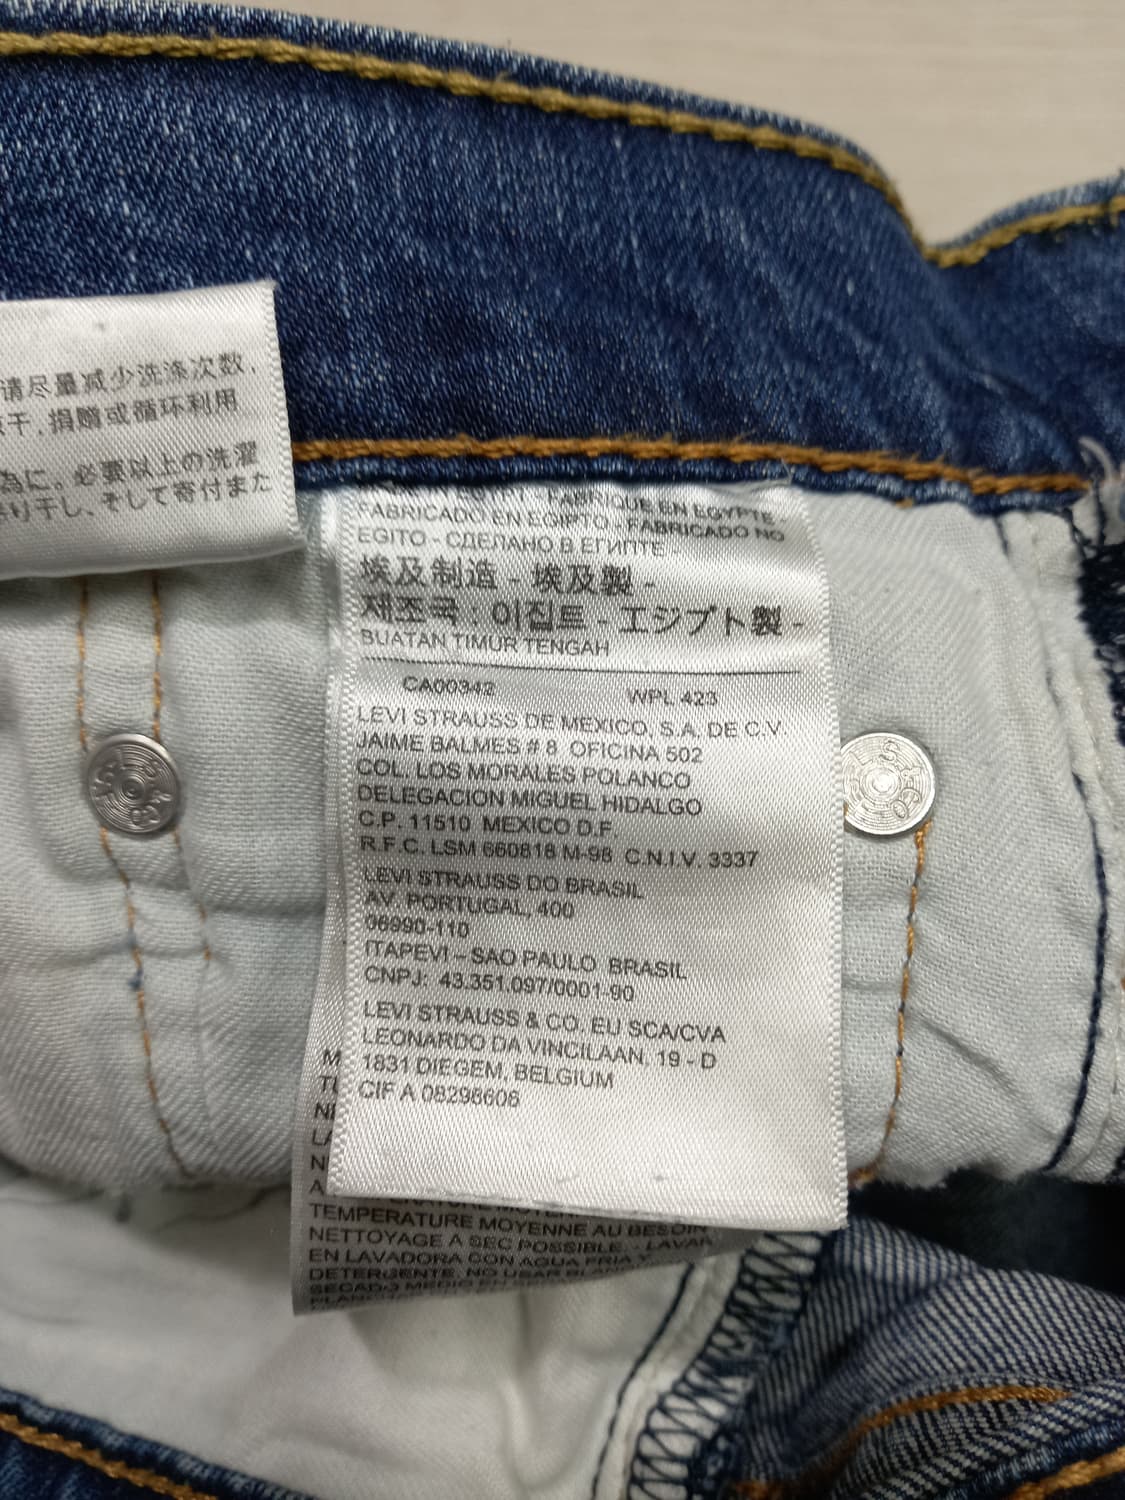 请尽量减少洗涤次数,
干,捐赠或循环利用
為に。必要以上の洗濯
り干し、そして寄付また
FABRIQUE EN EGYPTE -
FABRICADO EN EGIPTO - FABRICADO NO
EGITO - СДЕЛАНО В ЕГИПТЕ -
埃及制造 - 埃及製 -
제조국 : 이집트 - エジプト製 -
BUATAN TIMUR TENGAH
CA00342 WPL 423
LEVI STRAUSS DE MEXICO, S.A. DE C.V.
JAIME BALMES # 8 OFICINA 502
COL. LOS MORALES POLANCO
DELEGACION MIGUEL HIDALGO
C.P. 11510 MEXICO D.F.
R.F.C. LSM 660818 M-98 C.N.I.V. 3337
LEVI STRAUSS DO BRASIL
AV. PORTUGAL, 400
06990-110
ITAPEVI – SAO PAULO BRASIL
CNPJ: 43.351.097/0001-90
LEVI STRAUSS & CO. EU SCA/CVA
LEONARDO DA VINCILAAN, 19 - D
1831 DIEGEM, BELGIUM
CIF A 08298608
TEMPERATURE MOYENNE AU BESOIN
NETTOYAGE A SEC POSSIBLE. - LAVAR
EN LAVADORA CON AGUA FRIA Y
DETERGENTE. NO USAR
SECADO MEDIO